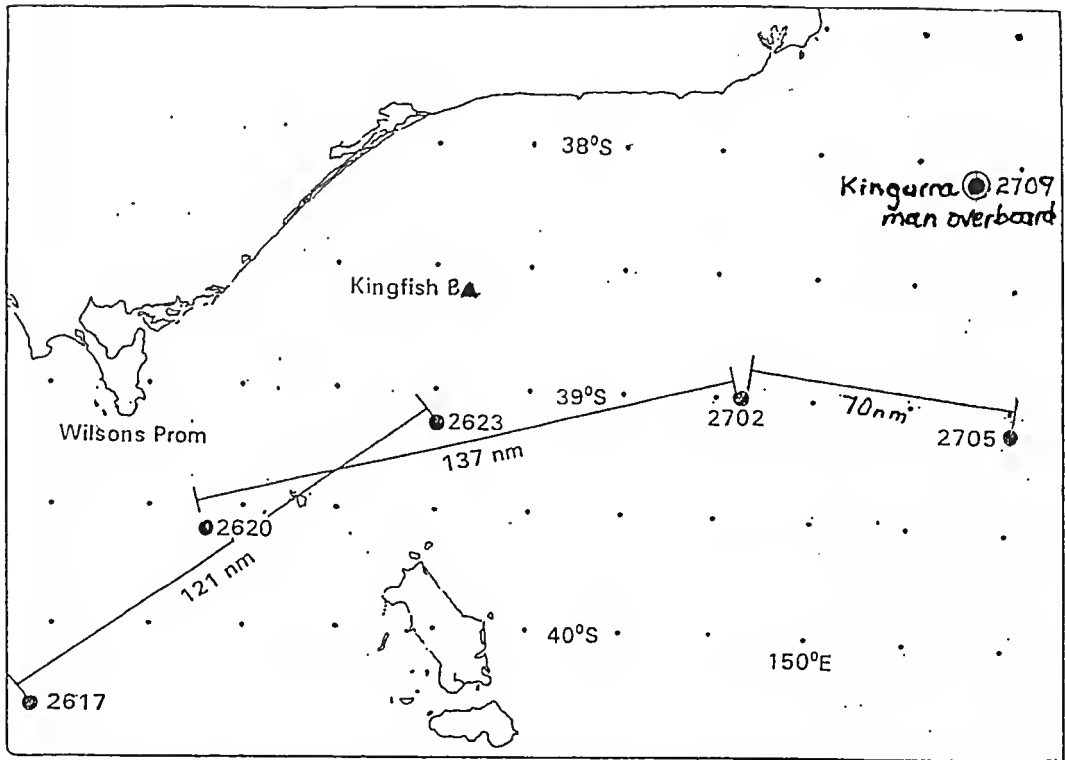 38°S
Kingurra 2709
man overboard
Kingfish B
39°S
2702
70nm
2705
2623
Wilsons Prom
137 nm
2620
121 nm
40°S
150°E
2617